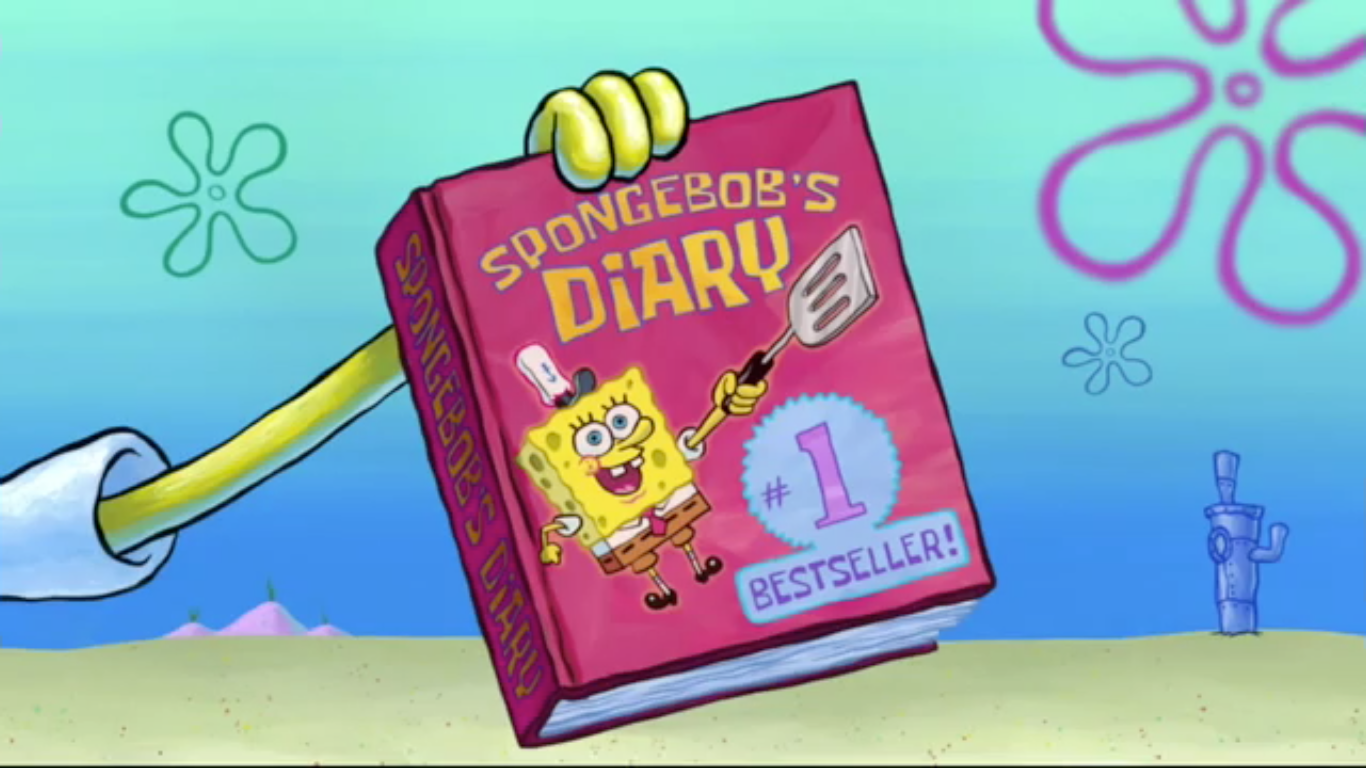 SPONGEBOB'S
DiARY
#1
BESTSELLER!
SPONGEBOB'S DiARY